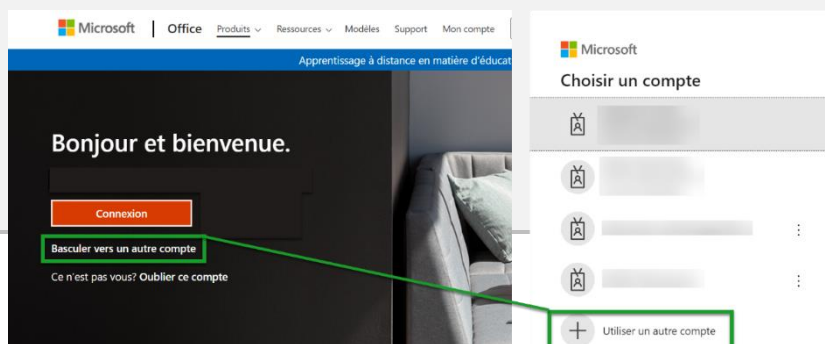 Microsoft | Office Produits Ressources Modèles Support Mon compte
Apprentissage à distance en matière
Bonjour et bienvenue.
Connexion
Basculer vers un autre compte
Ce n'est pas vous? Oublier ce compte
Microsoft
Choisir un compte
Utiliser un autre compte